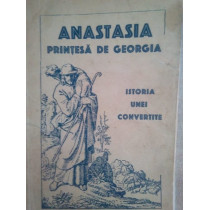 ANASTASIA
PRINȚESĂ DE GEORGIA
ISTORIA
UNEI
CONVERTITE